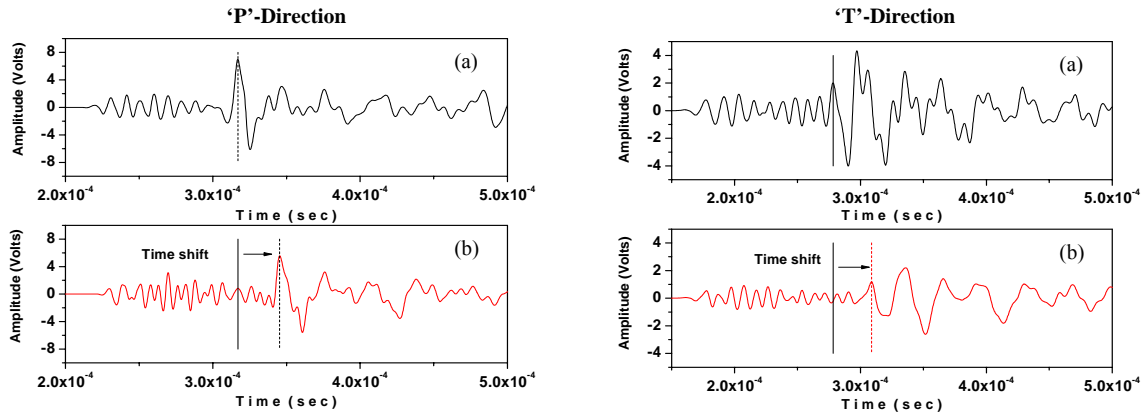 ‘P’-Direction
(a)
Amplitude (Volts)
8
4
0
-4
-8
2.0x10⁻⁴ 3.0x10⁻⁴ 4.0x10⁻⁴ 5.0x10⁻⁴
Time (sec)
(b)
Time shift
Amplitude (Volts)
8
4
0
-4
-8
2.0x10⁻⁴ 3.0x10⁻⁴ 4.0x10⁻⁴ 5.0x10⁻⁴
Time (sec)
‘T’-Direction
(a)
Amplitude (Volts)
4
2
0
-2
-4
2.0x10⁻⁴ 3.0x10⁻⁴ 4.0x10⁻⁴ 5.0x10⁻⁴
Time (sec)
(b)
Time shift
Amplitude (Volts)
4
2
0
-2
-4
2.0x10⁻⁴ 3.0x10⁻⁴ 4.0x10⁻⁴ 5.0x10⁻⁴
Time (sec)